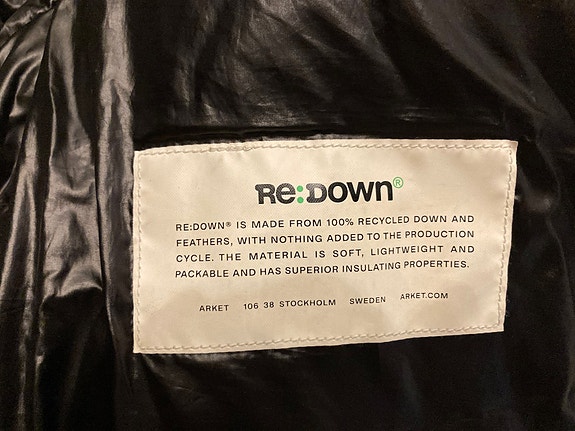 Re:Down®
RE:DOWN® IS MADE FROM 100% RECYCLED DOWN AND
FEATHERS, WITH NOTHING ADDED TO THE PRODUCTION
CYCLE. THE MATERIAL IS SOFT, LIGHTWEIGHT AND
PACKABLE AND HAS SUPERIOR INSULATING PROPERTIES.
ARKET 106 38 STOCKHOLM SWEDEN ARKET.COM